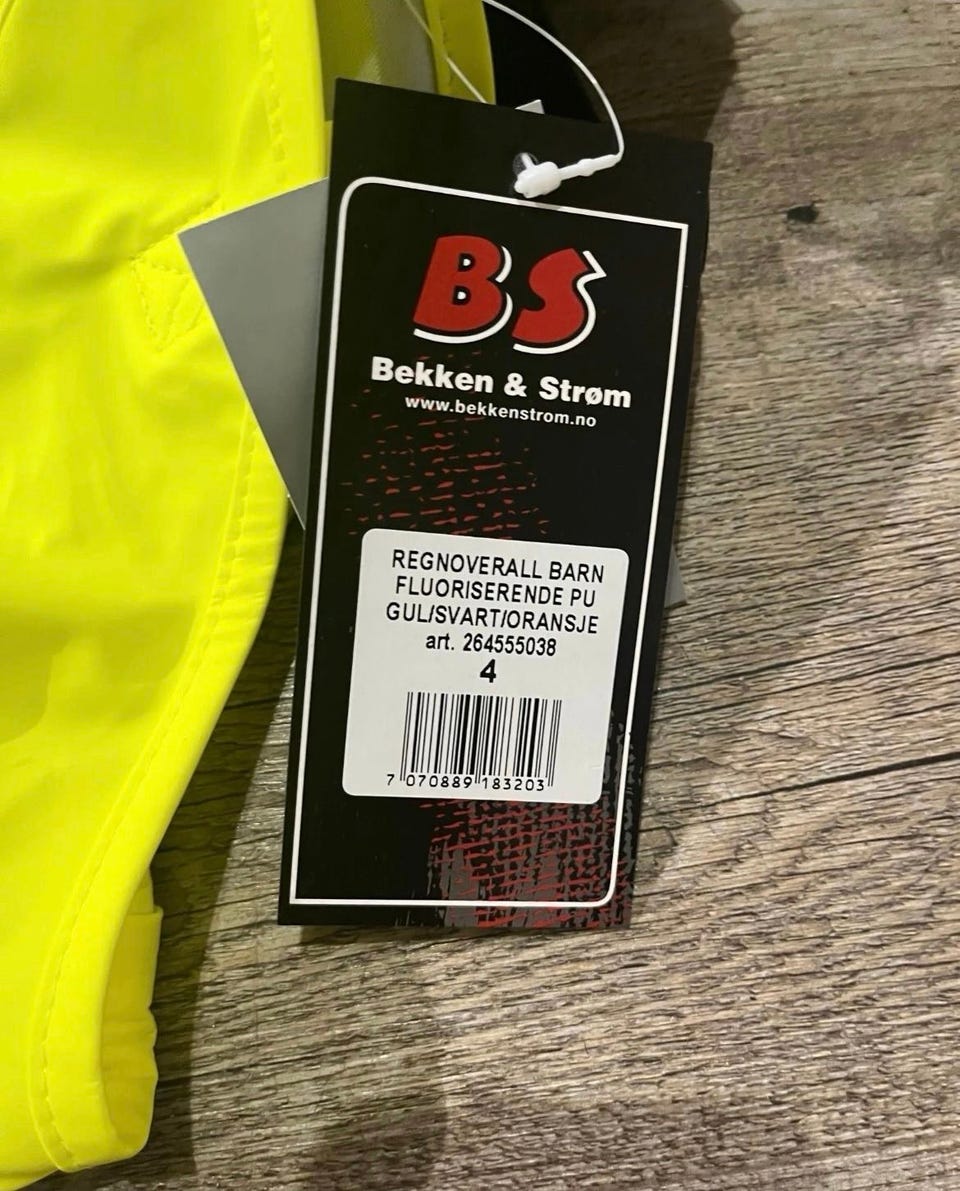 BS
Bekken & Strøm
www.bekkenstrom.no
REGNOVERALL BARN
FLUORISERENDE PU
GUL/SVART/ORANSJE
art. 264555038
4
7 070889 183203